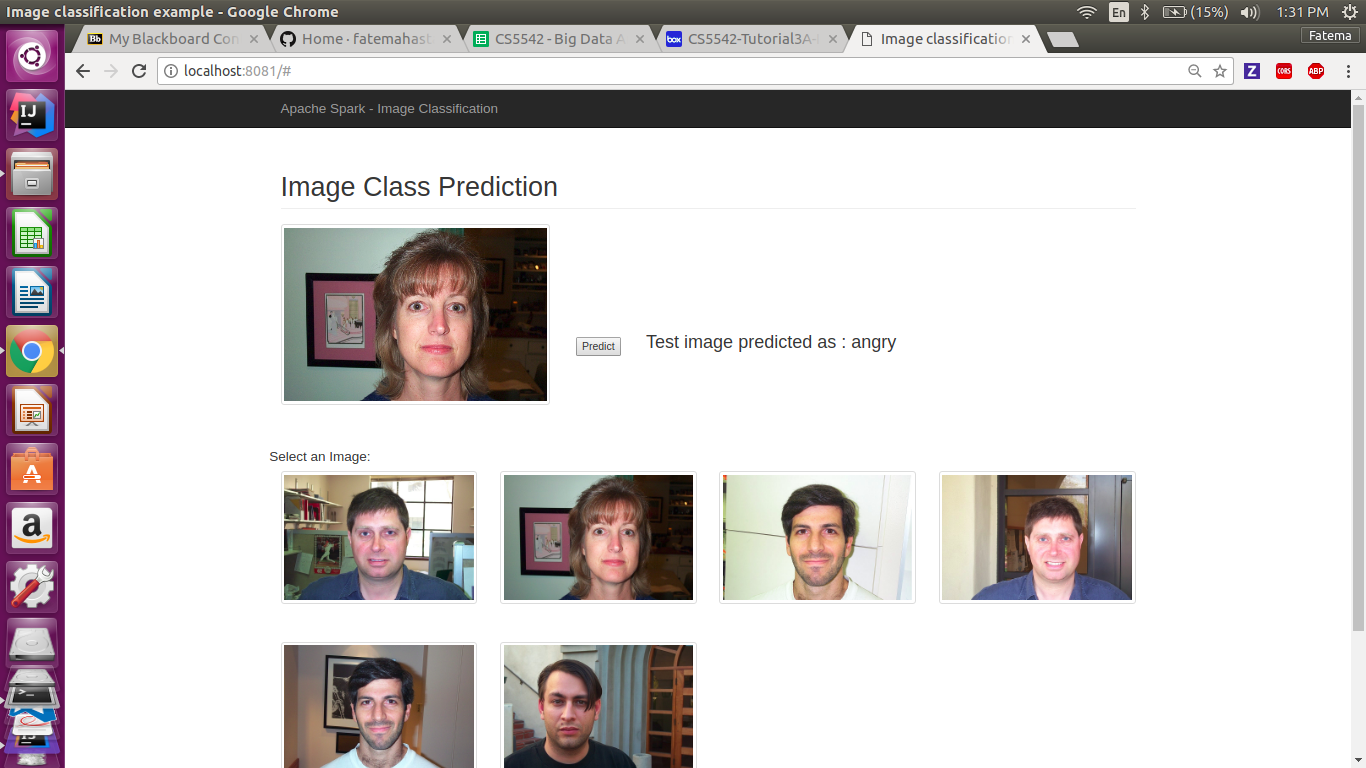 Image classification example - Google Chrome
En
(15%)
1:31 PM
My Blackboard Con
Home · fatemahast
CS5542 - Big Data A
CS5542-Tutorial3A-
Image classification
Fatema
localhost:8081/#
Apache Spark - Image Classification
Image Class Prediction
Predict
Test image predicted as : angry
Select an Image: